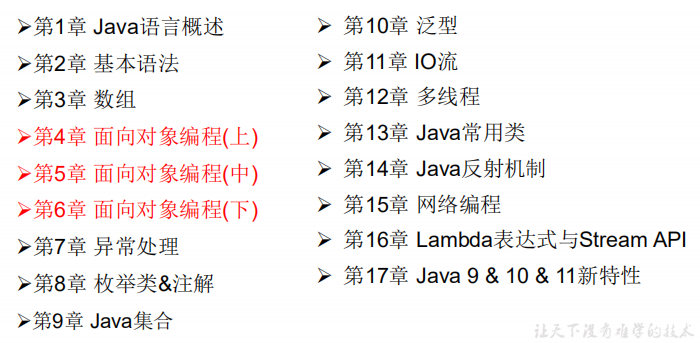 ➢第1章 Java语言概述
➢第2章 基本语法
➢第3章 数组
➢第4章 面向对象编程(上)
➢第5章 面向对象编程(中)
➢第6章 面向对象编程(下)
➢第7章 异常处理
➢第8章 枚举类&注解
➢第9章 Java集合
➢ 第10章 泛型
➢ 第11章 IO流
➢ 第12章 多线程
➢ 第13章 Java常用类
➢ 第14章 Java反射机制
➢ 第15章 网络编程
➢ 第16章 Lambda表达式与Stream API
➢ 第17章 Java 9 & 10 & 11新特性
让天下没有难学的技术